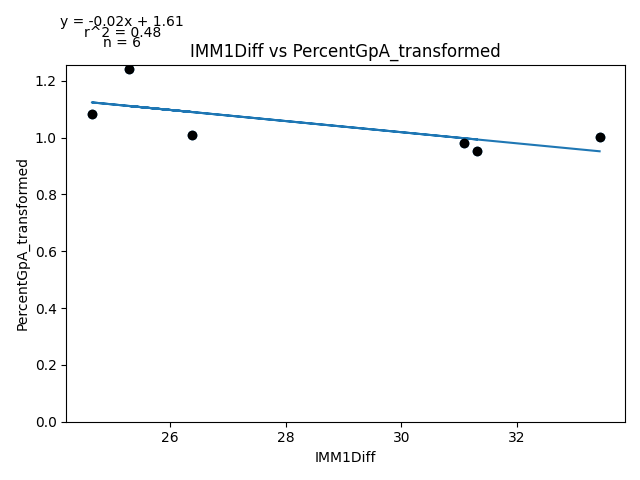 y = -0.02x + 1.61
r^2 = 0.48
n = 6
IMM1Diff vs PercentGpA_transformed
1.2
1.0
0.8
0.6
0.4
0.2
0.0
PercentGpA_transformed
26
28
30
32
IMM1Diff